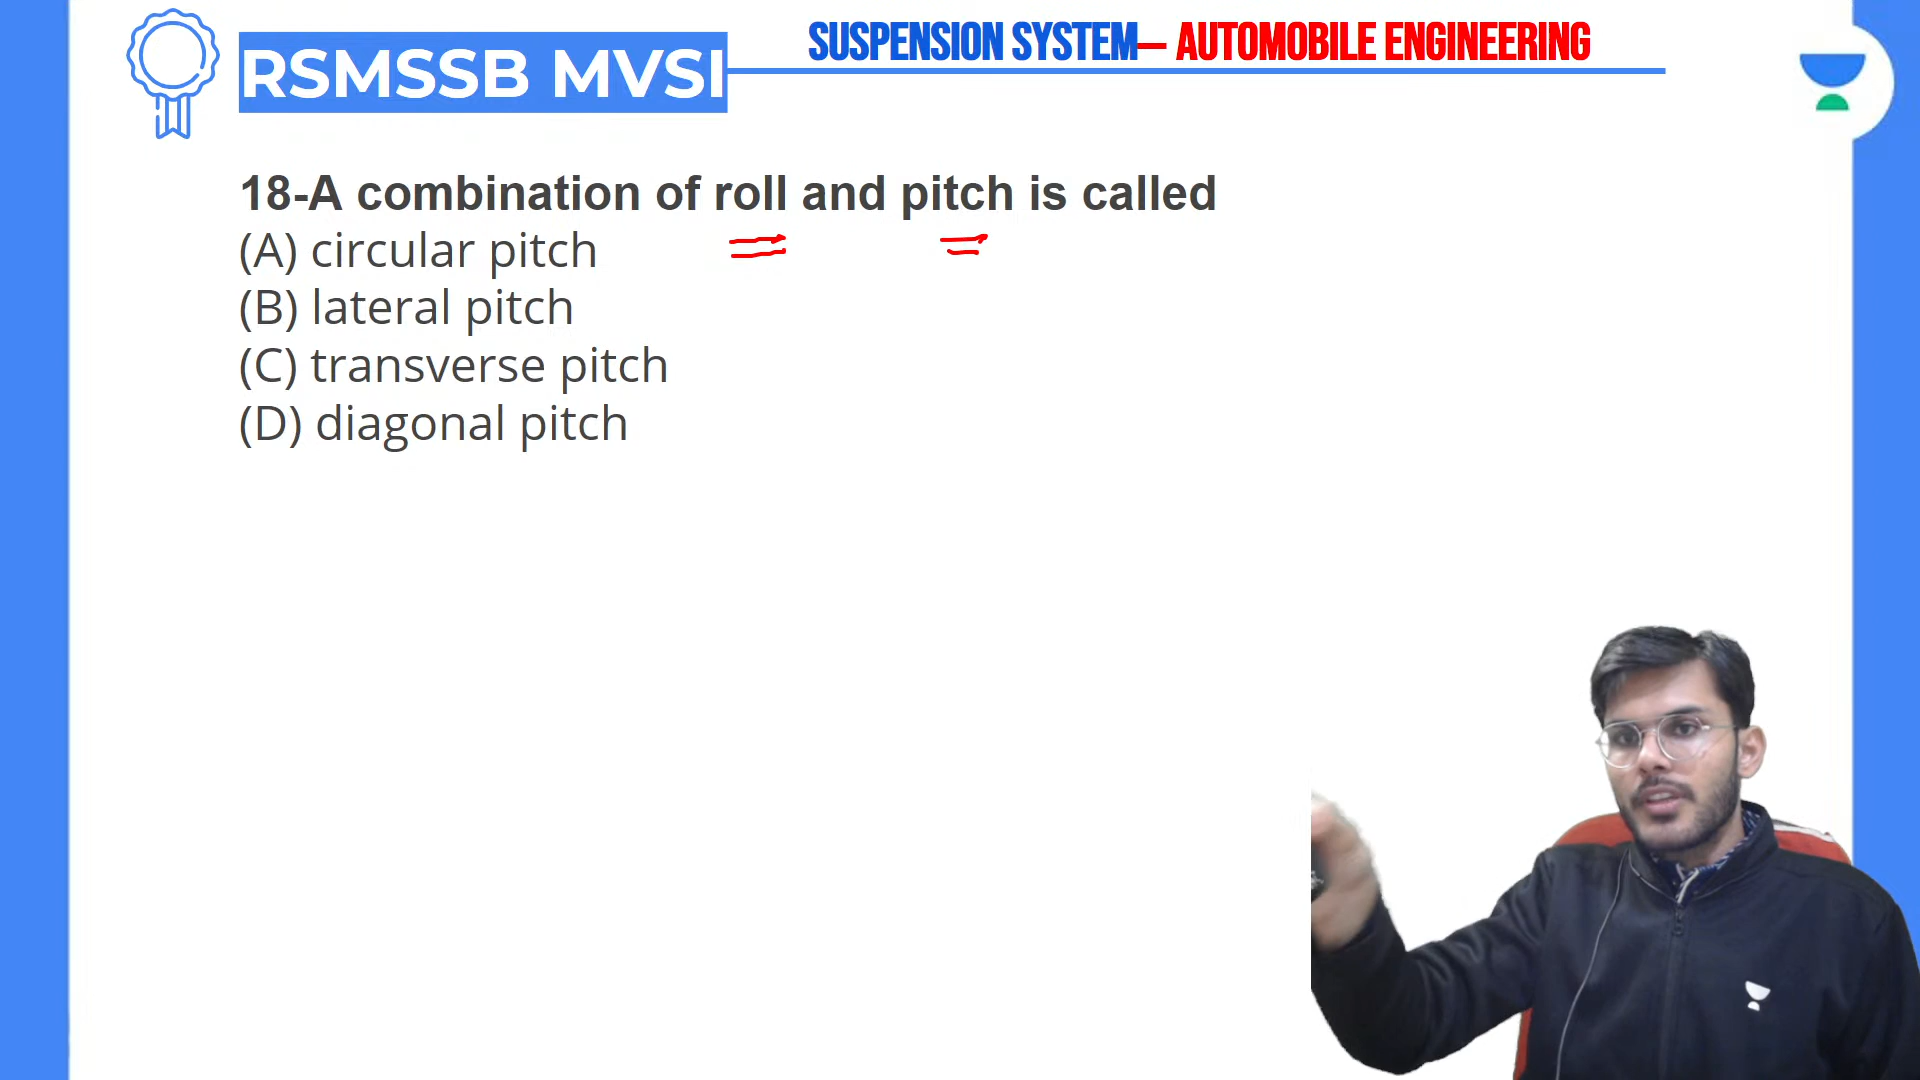 RSMSSB MVSI
SUSPENSION SYSTEM– AUTOMOBILE ENGINEERING
18-A combination of roll and pitch is called
(A) circular pitch
(B) lateral pitch
(C) transverse pitch
(D) diagonal pitch